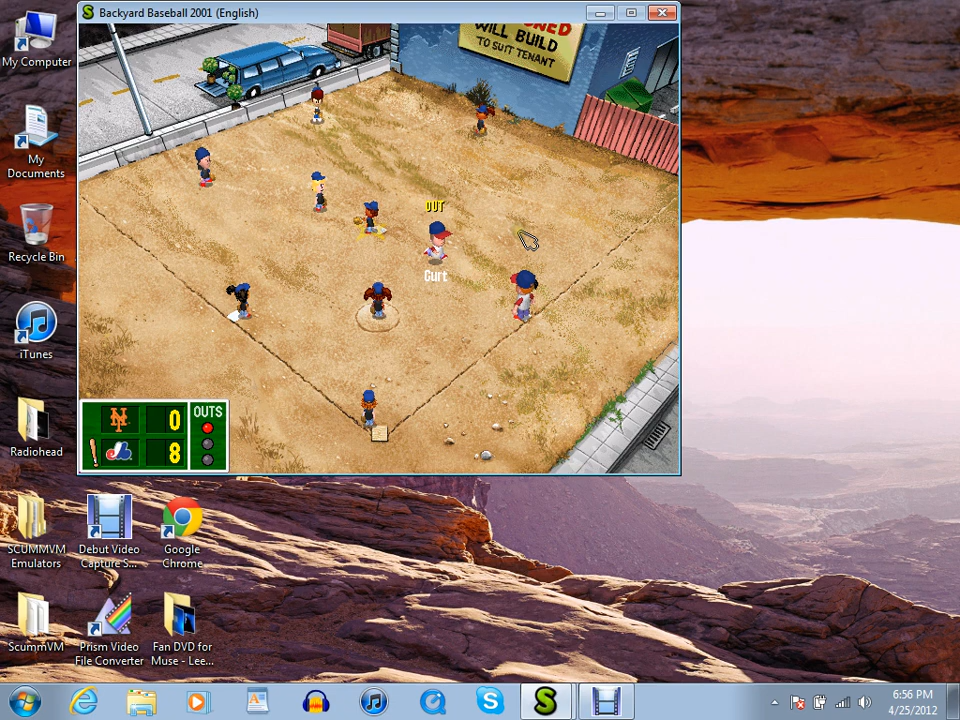 Backyard Baseball 2001 (English)
My Computer
My
Documents
Recycle Bin
iTunes
Radiohead
SCUMMVM
Emulators
Debut Video
Capture S...
Google
Chrome
ScummVM
Prism Video
File Converter
Fan DVD for
Muse - Lee...
WILL BUILD
TO SUIT TENANT
OUT
Curt
NY
0
OUTS
8
6:56 PM
4/25/2012